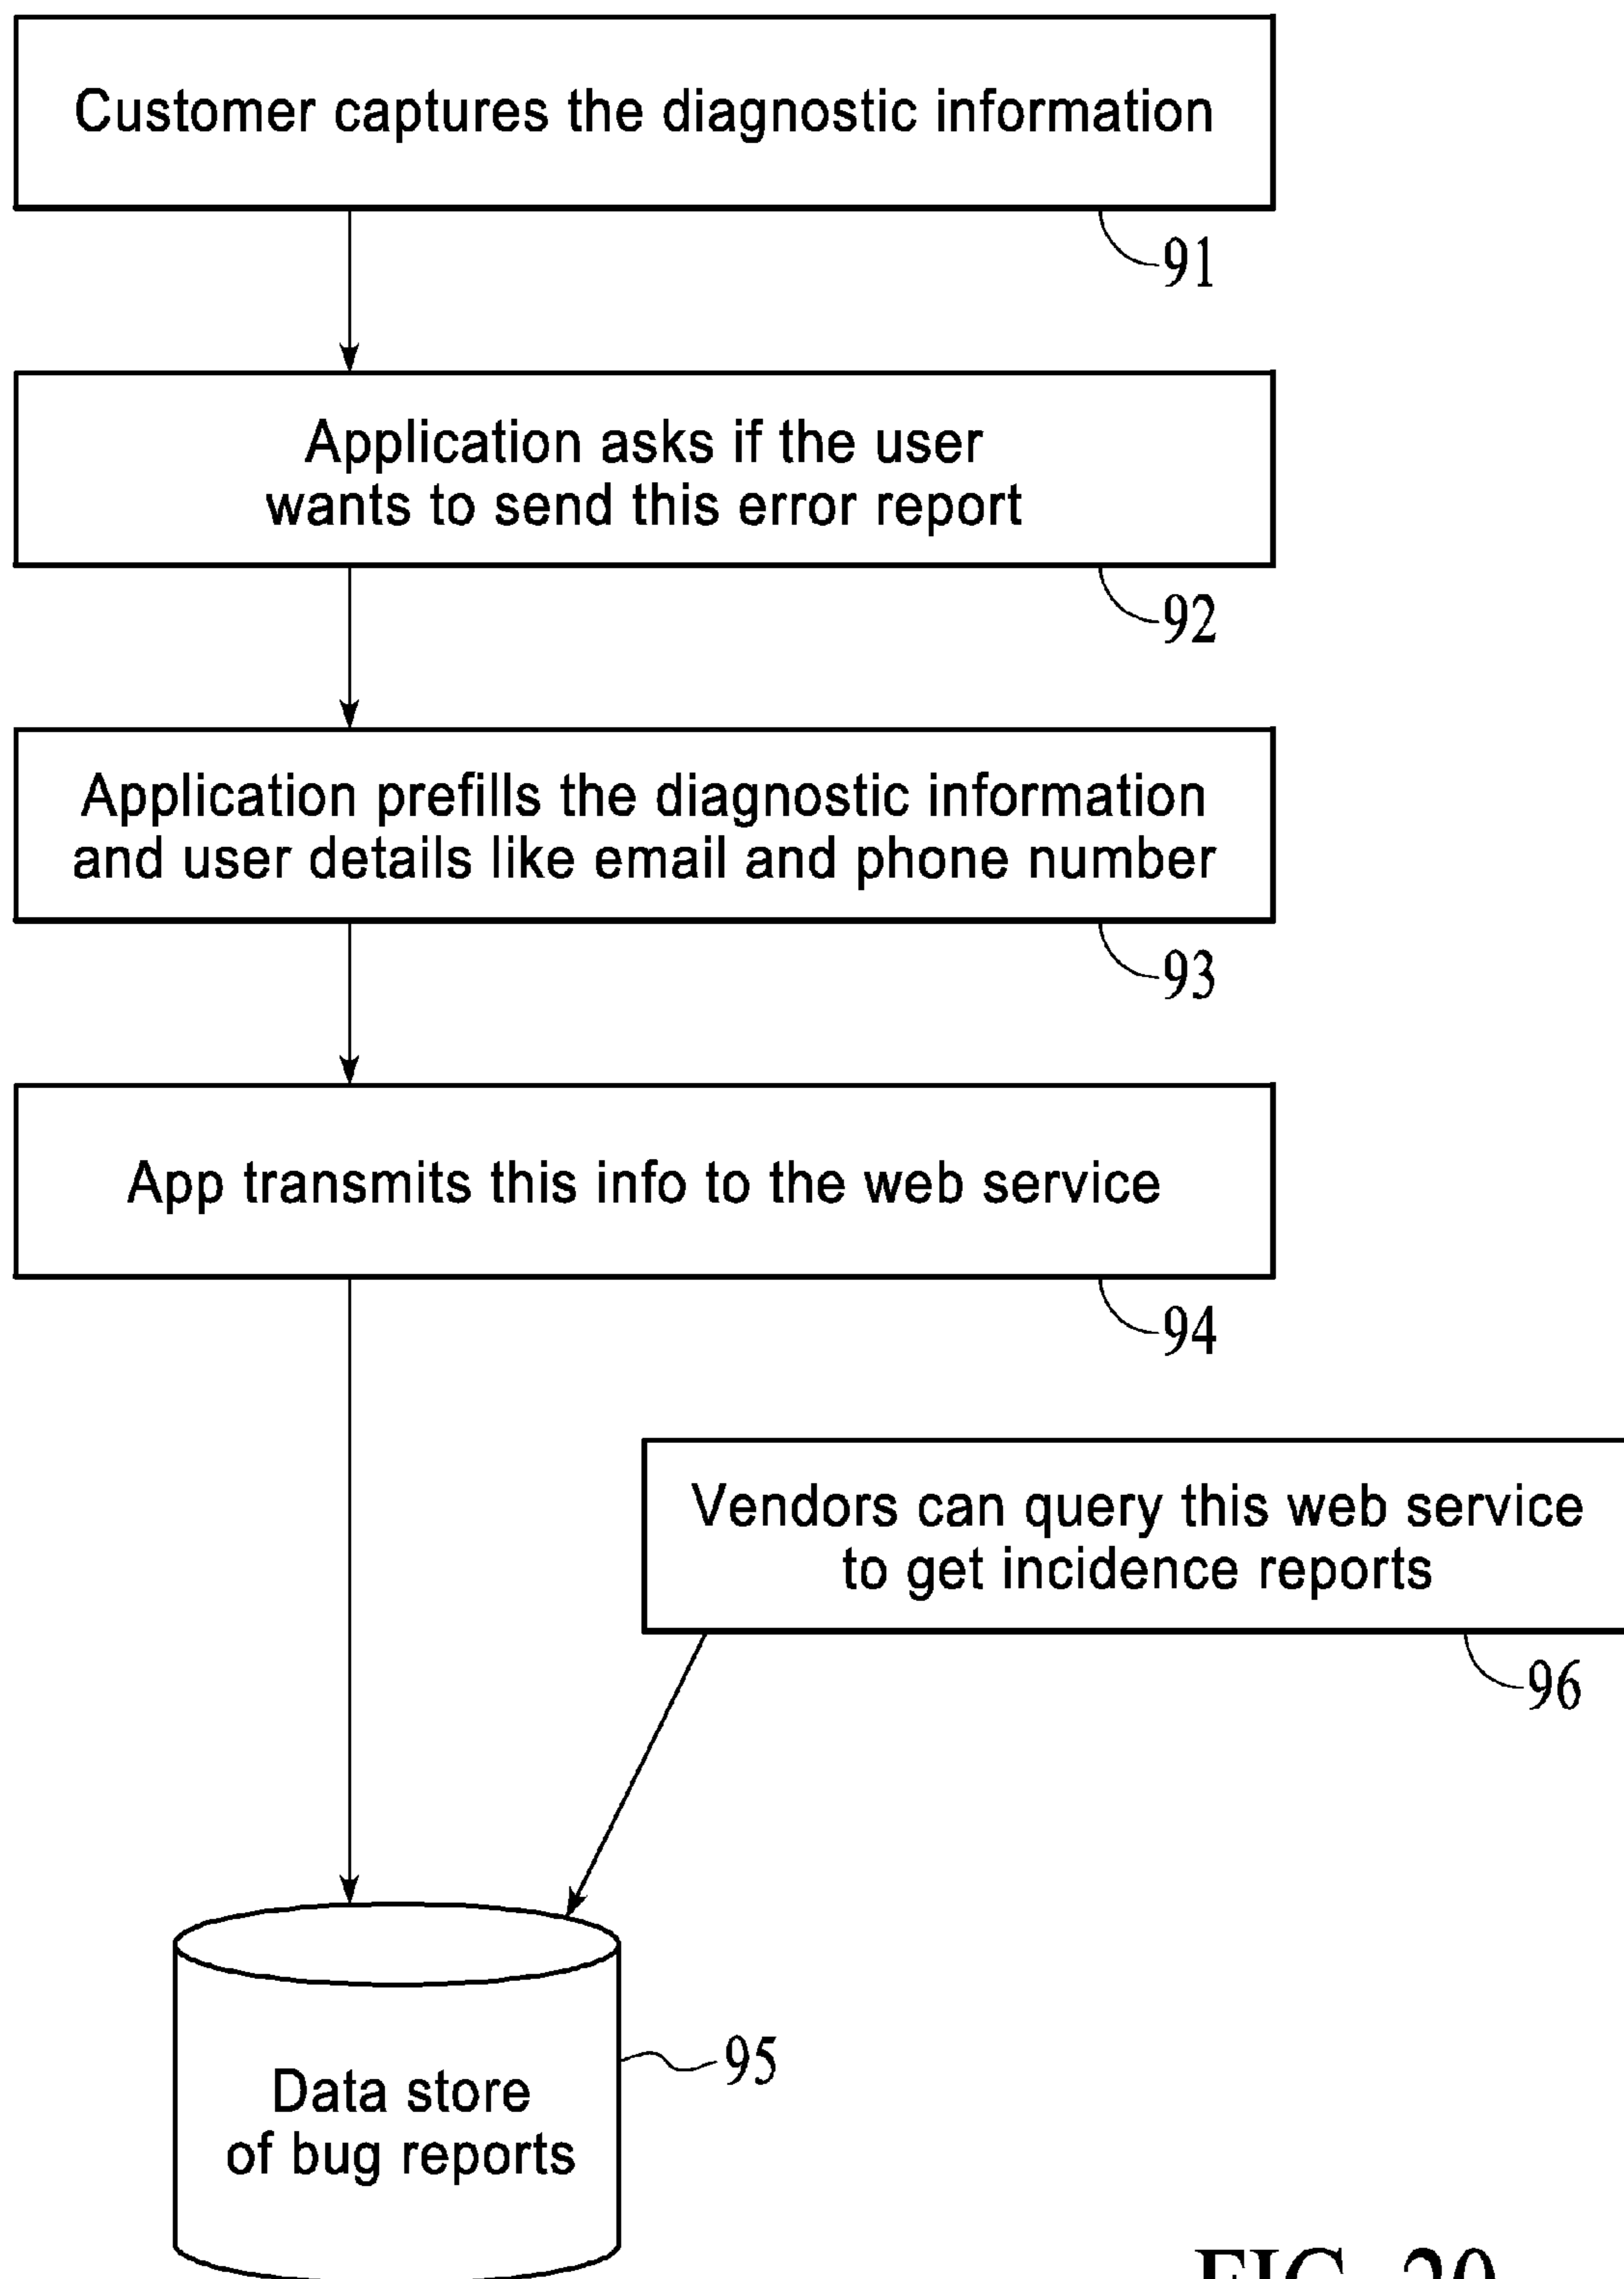 Customer captures the diagnostic information
91
Application asks if the user
wants to send this error report
92
Application prefills the diagnostic information
and user details like email and phone number
93
App transmits this info to the web service
94
Vendors can query this web service
to get incidence reports
96
95
Data store
of bug reports
FIG. 20